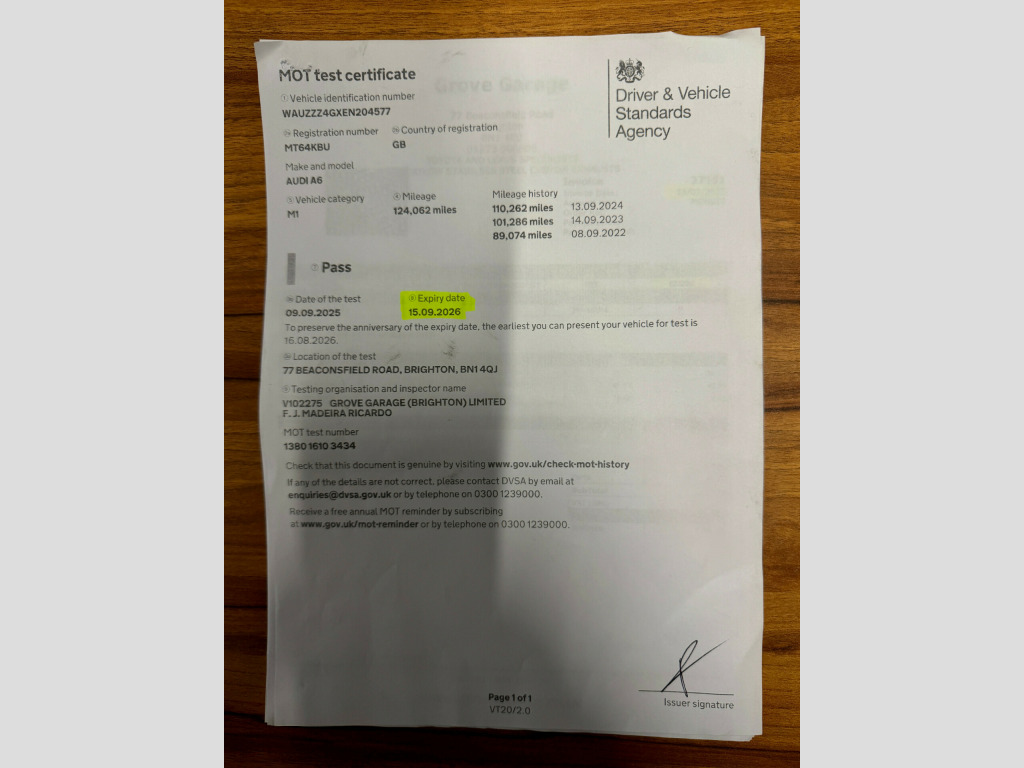 MOT test certificate
Driver & Vehicle
Standards
Agency
Vehicle identification number
WAUZZZ4GXEN204577
Registration number
Country of registration
MT64KBU
GB
Make and model
AUDI A6
Vehicle category
Mileage
Mileage history
M1
124,062 miles
110,262 miles 13.09.2024
101,286 miles 14.09.2023
89,074 miles 08.09.2022
Pass
Date of the test
Expiry date
09.09.2025
15.09.2026
To preserve the anniversary of the expiry date, the earliest you can present your vehicle for test is
16.08.2026.
Location of the test
77 BEACONSFIELD ROAD, BRIGHTON, BN1 4QJ
Testing organisation and inspector name
V102275 GROVE GARAGE (BRIGHTON) LIMITED
F. J. MADEIRA RICARDO
MOT test number
1380 1610 3434
Check that this document is genuine by visiting www.gov.uk/check-mot-history
If any of the details are not correct, please contact DVSA by email at
enquiries@dvsa.gov.uk or by telephone on 0300 1239000.
Receive a free annual MOT reminder by subscribing
at www.gov.uk/mot-reminder or by telephone on 0300 1239000.
Issuer signature
Page 1 of 1
VT20/2.0